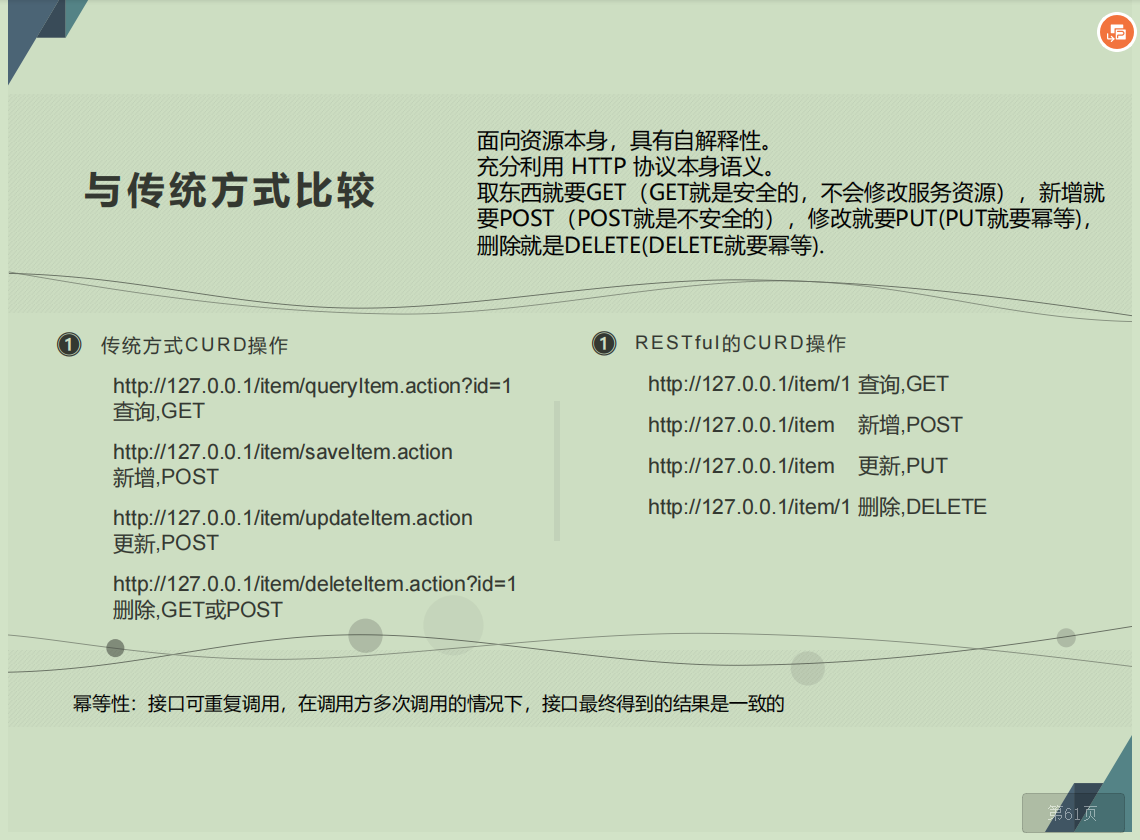 与传统方式比较
面向资源本身，具有自解释性。
充分利用 HTTP 协议本身语义。
取东西就要GET（GET就是安全的，不会修改服务资源），新增就
要POST（POST就是不安全的），修改就要PUT(PUT就要幂等)，
删除就是DELETE(DELETE就要幂等).
1 传统方式CURD操作
http://127.0.0.1/item/queryItem.action?id=1
查询,GET
http://127.0.0.1/item/saveItem.action
新增,POST
http://127.0.0.1/item/updateItem.action
更新,POST
http://127.0.0.1/item/deleteItem.action?id=1
删除,GET或POST
1 RESTful的CURD操作
http://127.0.0.1/item/1 查询,GET
http://127.0.0.1/item 新增,POST
http://127.0.0.1/item 更新,PUT
http://127.0.0.1/item/1 删除,DELETE
幂等性：接口可重复调用，在调用方多次调用的情况下，接口最终得到的结果是一致的
第61页